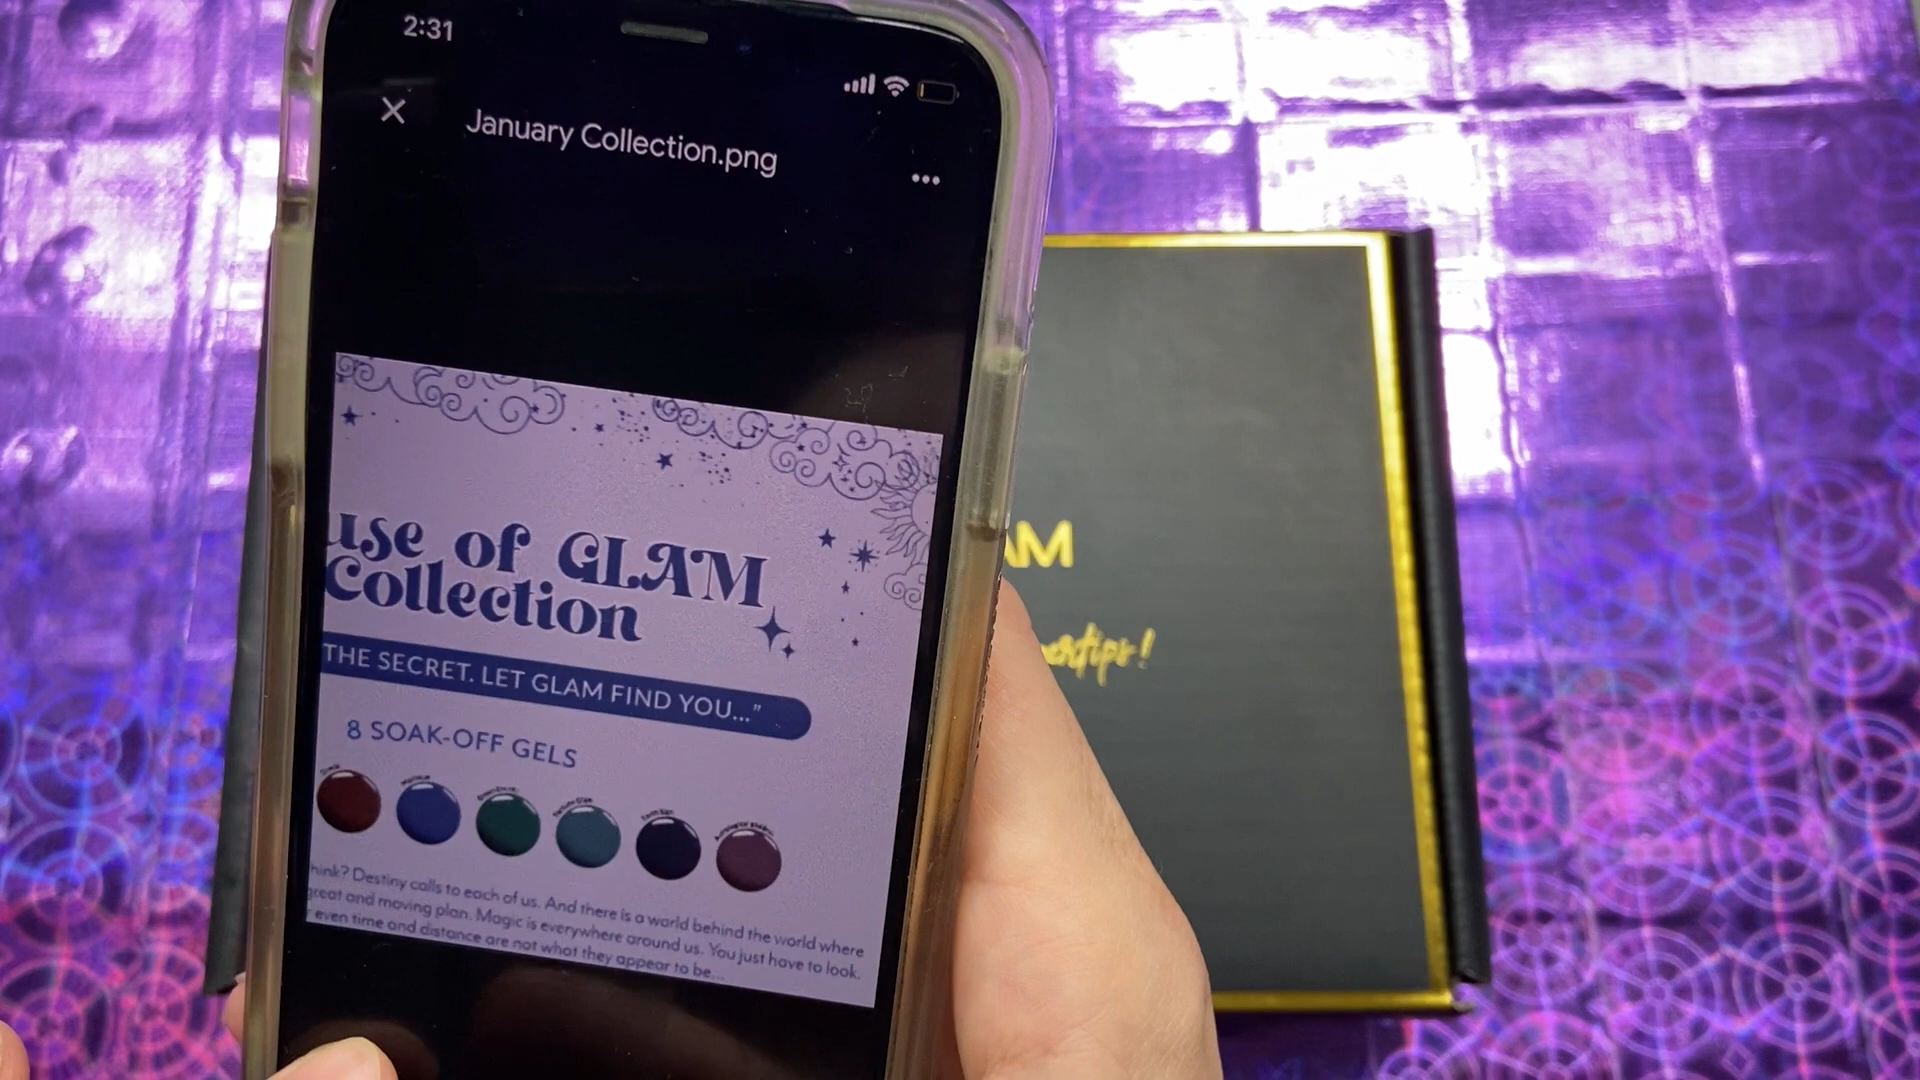 2:31
January Collection.png
use of GLAM
Collection
THE SECRET. LET GLAM FIND YOU..."
8 SOAK-OFF GELS
hink? Destiny calls to each of us. And there is a world behind the world where
great and moving plan. Magic is everywhere around us. You just have to look.
r even time and distance are not what they appear to be...
AM
ertips!